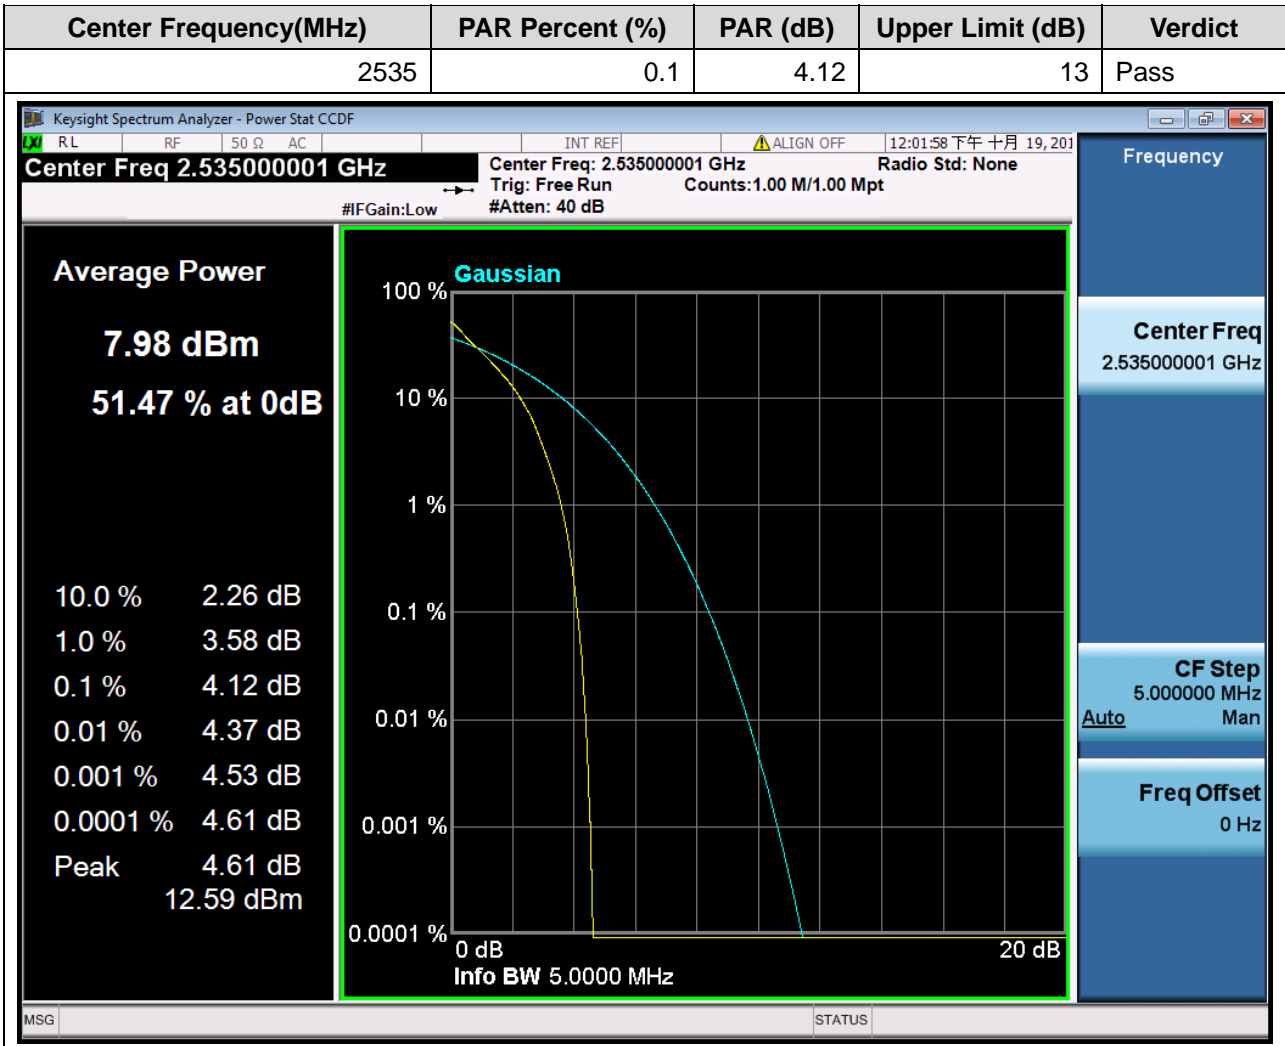 Center Frequency(MHz) PAR Percent (%) PAR (dB) Upper Limit (dB) Verdict
2535 0.1 4.12 13 Pass
Keysight Spectrum Analyzer - Power Stat CCDF
LXI RL RF 50 Ω AC INT REF ALIGN OFF 12:01:58下午 十月 19, 201
Center Freq 2.535000001 GHz
Center Freq: 2.535000001 GHz Radio Std: None
Trig: Free Run Counts:1.00 M/1.00 Mpt
#IFGain:Low #Atten: 40 dB
Average Power
7.98 dBm
51.47 % at 0dB
10.0 % 2.26 dB
1.0 % 3.58 dB
0.1 % 4.12 dB
0.01 % 4.37 dB
0.001 % 4.53 dB
0.0001 % 4.61 dB
Peak 4.61 dB
12.59 dBm
Gaussian
100 %
10 %
1 %
0.1 %
0.01 %
0.001 %
0.0001 %
0 dB 20 dB
Info BW 5.0000 MHz
Frequency
Center Freq
2.535000001 GHz
CF Step
5.000000 MHz
Auto Man
Freq Offset
0 Hz
MSG STATUS